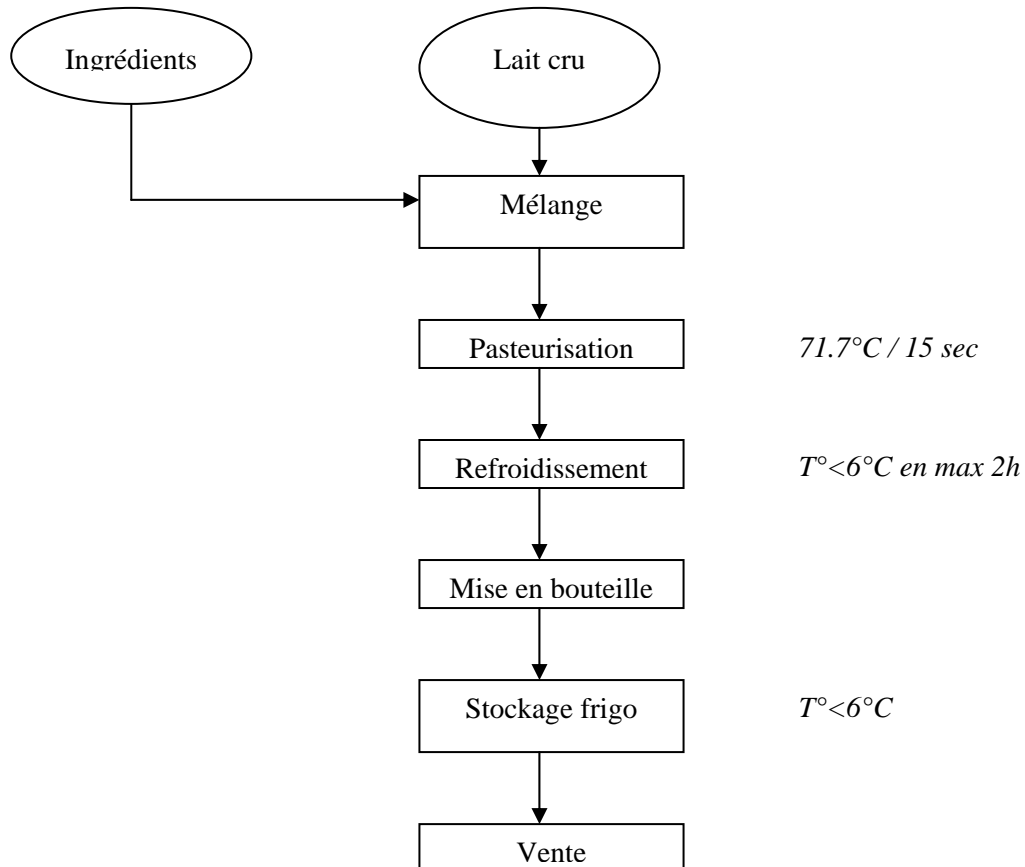 Ingrédients
Lait cru
Mélange
Pasteurisation
71.7°C / 15 sec
Refroidissement
T°<6°C en max 2h
Mise en bouteille
Stockage frigo
T°<6°C
Vente